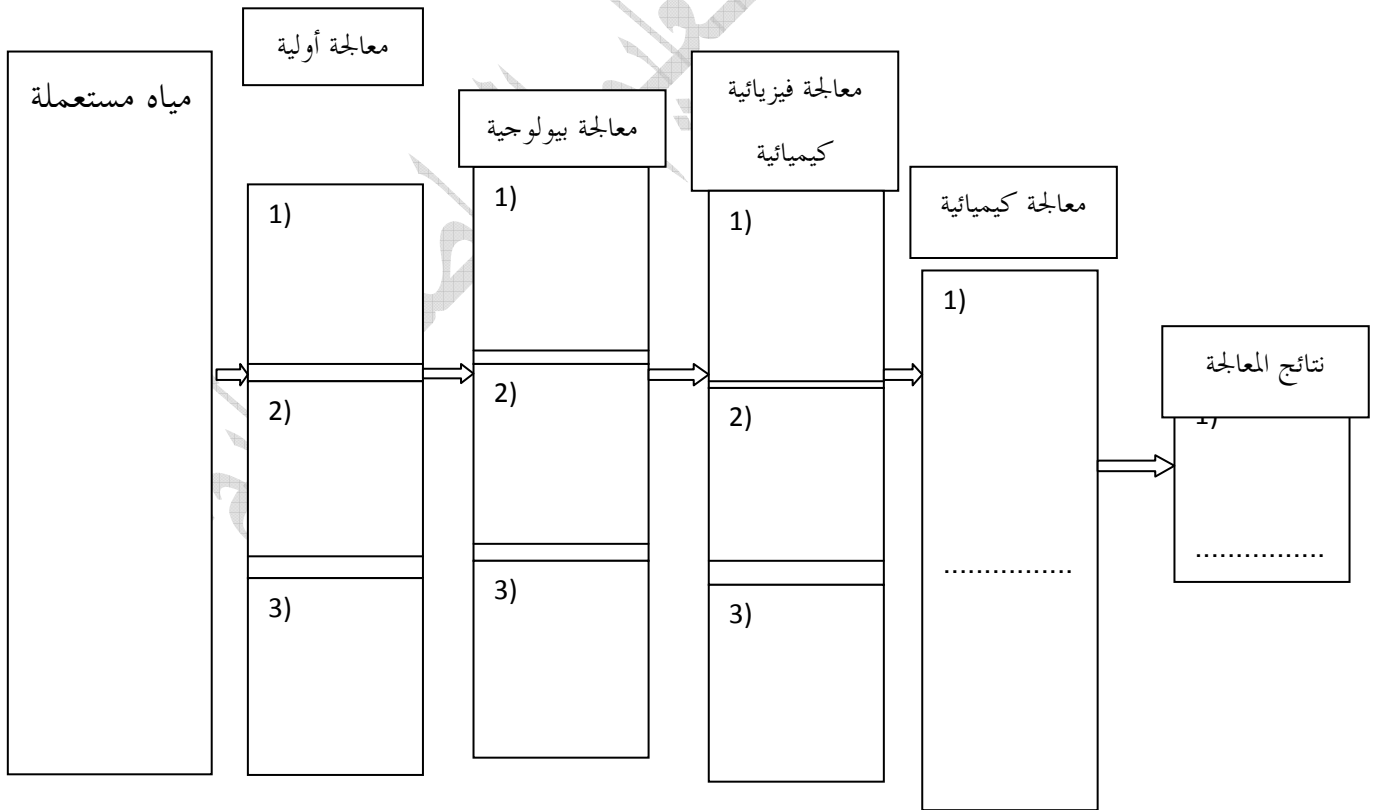 مياه مستعملة
معالجة أولية
1)
2)
3)
معالجة بيولوجية
1)
2)
3)
معالجة فيزيائية
كيميائية
1)
2)
3)
معالجة كيميائية
1)
................
نتائج المعالجة
1)
................